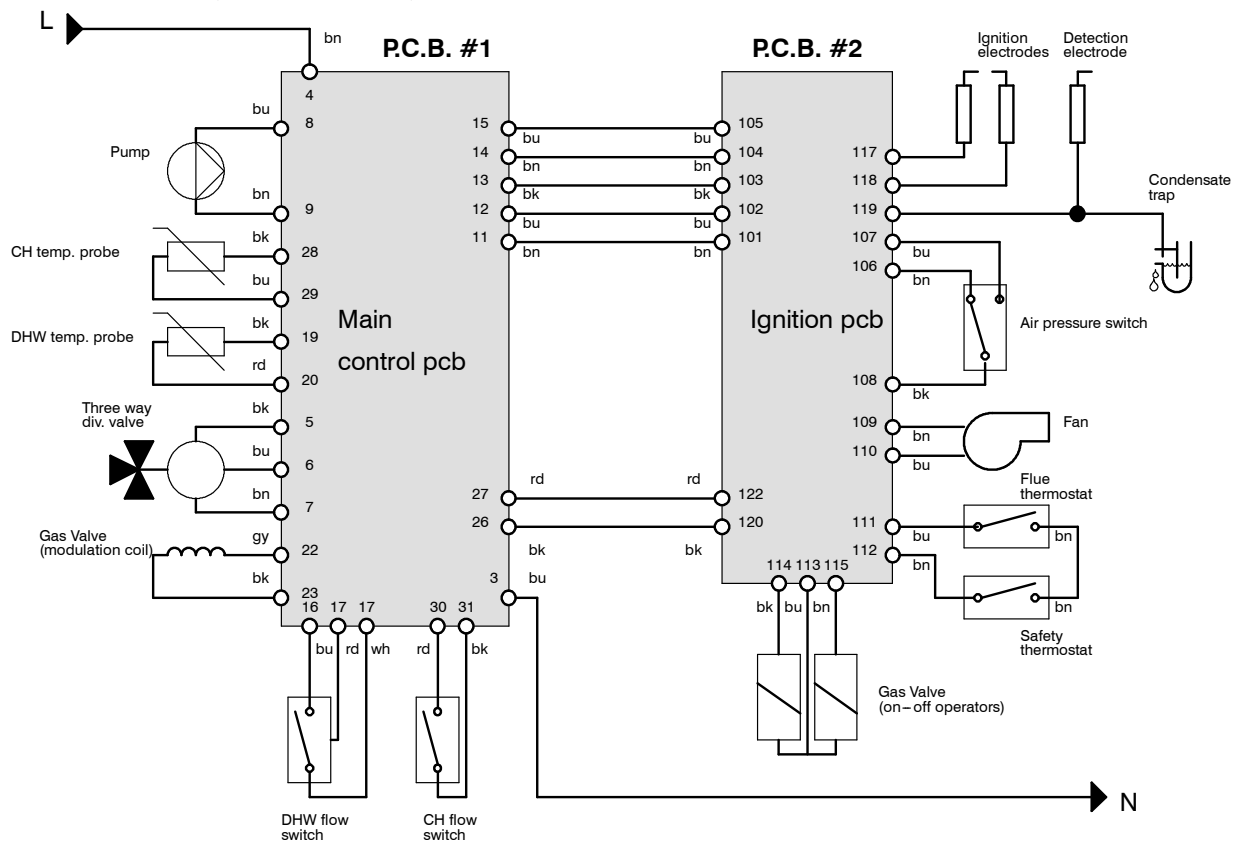 L
bn
P.C.B. #1
P.C.B. #2
Ignition
electrodes
Detection
electrode
4
bu
8
Pump
bn
9
CH temp. probe
bk
28
bu
29
DHW temp. probe
bk
19
rd
20
Three way
div. valve
bk
5
bu
6
bn
7
Gas Valve
(modulation coil)
gy
22
bk
23
Main
control pcb
15
bu
bu
105
14
bn
bn
104
13
bk
bk
103
12
bu
bu
102
11
bn
bn
101
27
rd
rd
122
26
bk
bk
120
3
bu
16
17
17
30
31
bu
rd
wh
rd
bk
DHW flow
switch
CH flow
switch
Ignition pcb
117
118
119
Condensate
trap
107
bu
106
bn
Air pressure switch
108
bk
109
bn
110
bu
Fan
Flue
thermostat
111
bu
bn
112
bn
bn
Safety
thermostat
114
113
115
bk
bu
bn
Gas Valve
(on–off operators)
N